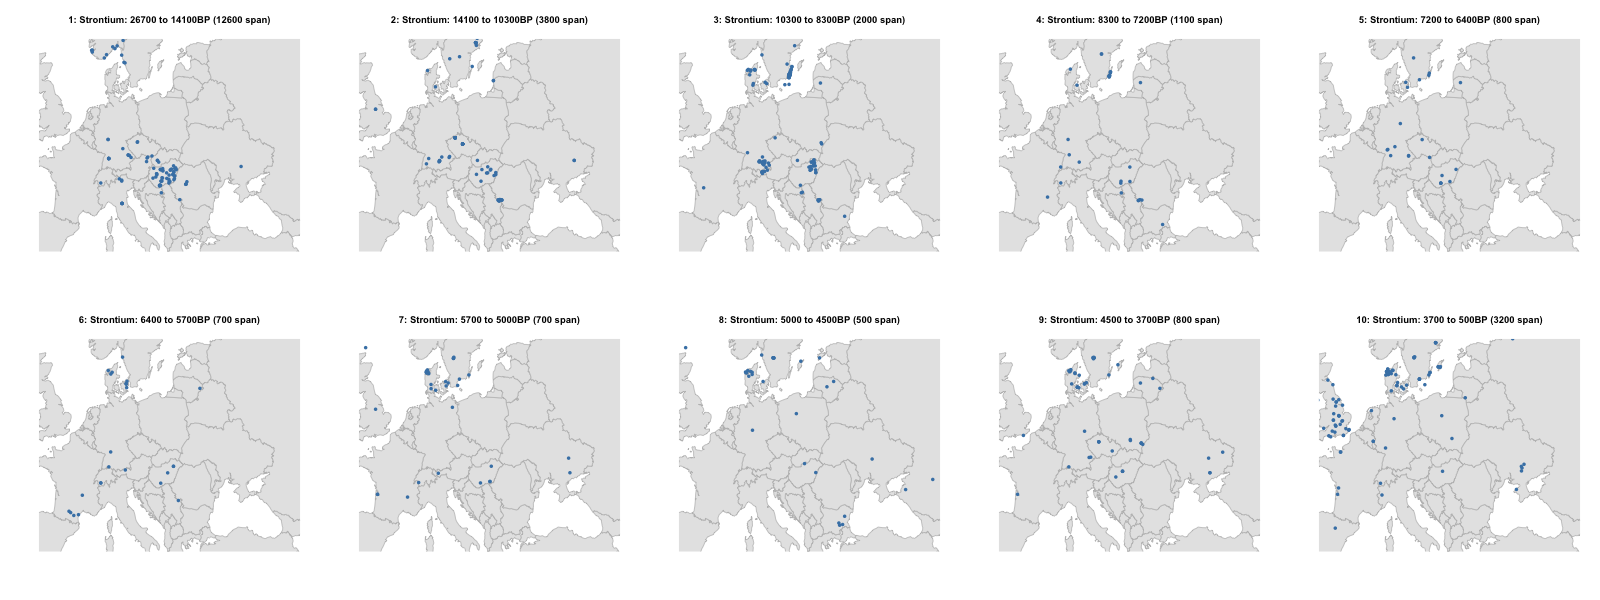 1: Strontium: 26700 to 14100BP (12600 span)
2: Strontium: 14100 to 10300BP (3800 span)
3: Strontium: 10300 to 8300BP (2000 span)
4: Strontium: 8300 to 7200BP (1100 span)
5: Strontium: 7200 to 6400BP (800 span)
6: Strontium: 6400 to 5700BP (700 span)
7: Strontium: 5700 to 5000BP (700 span)
8: Strontium: 5000 to 4500BP (500 span)
9: Strontium: 4500 to 3700BP (800 span)
10: Strontium: 3700 to 500BP (3200 span)